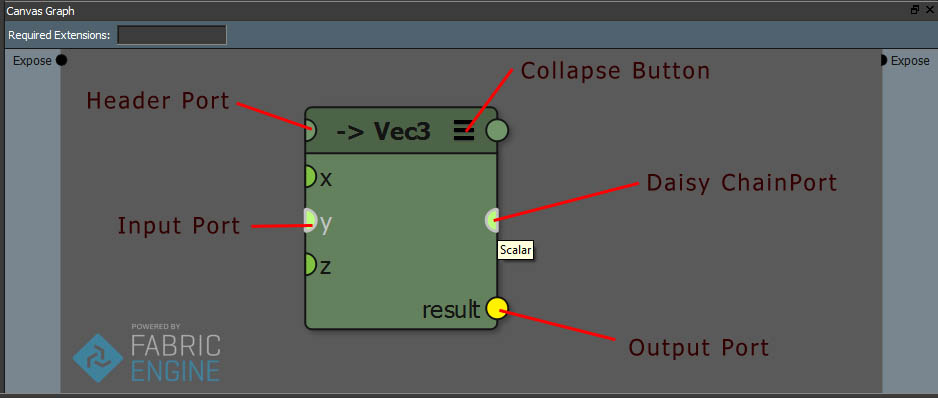 Canvas Graph
Required Extensions:
Expose
Expose
Collapse Button
Header Port
-> Vec3
x
Daisy ChainPort
Input Port
y
Scalar
z
result
Output Port
POWERED BY
FABRIC
ENGINE